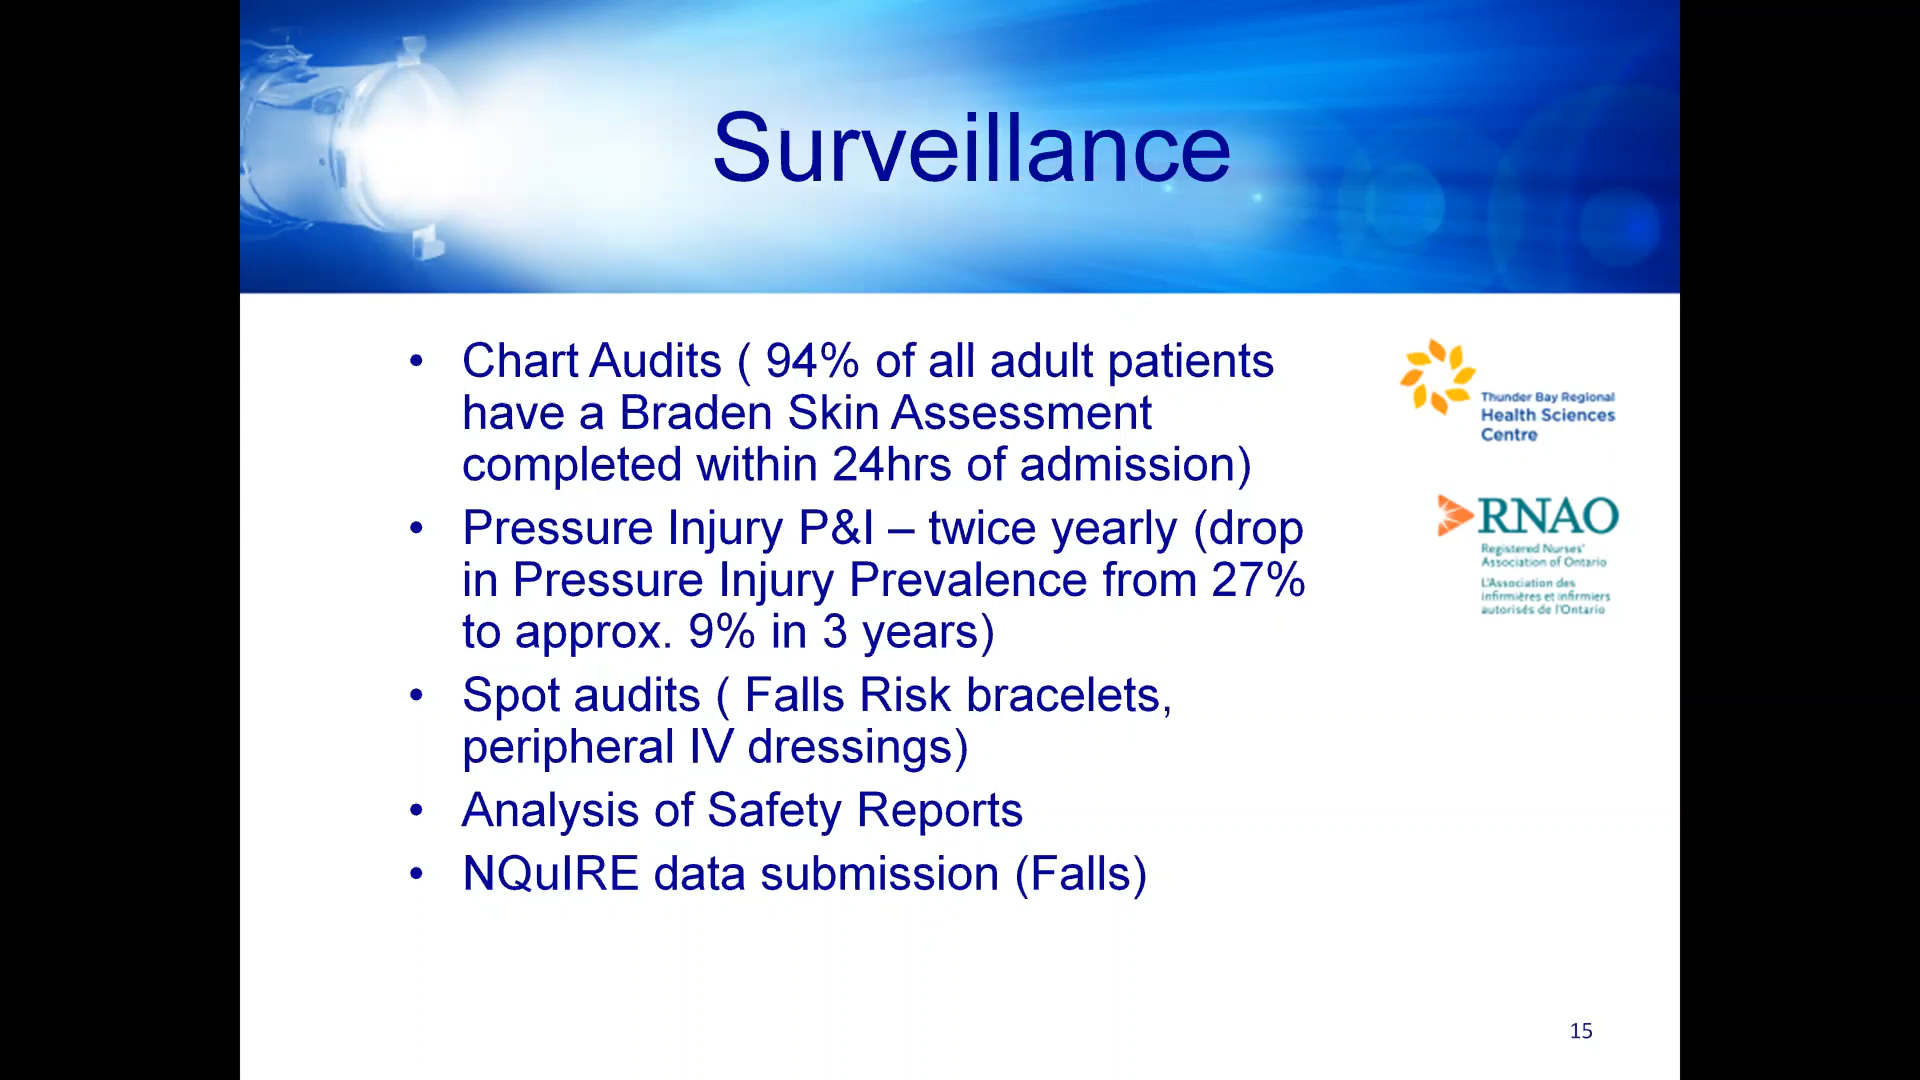 Surveillance
• Chart Audits ( 94% of all adult patients
have a Braden Skin Assessment
completed within 24hrs of admission)
• Pressure Injury P&I – twice yearly (drop
in Pressure Injury Prevalence from 27%
to approx. 9% in 3 years)
• Spot audits ( Falls Risk bracelets,
peripheral IV dressings)
• Analysis of Safety Reports
• NQuIRE data submission (Falls)
Thunder Bay Regional
Health Sciences
Centre
RNAO
Registered Nurses'
Association of Ontario
L'Association des
infirmières et infirmiers
autorisés de l'Ontario
15